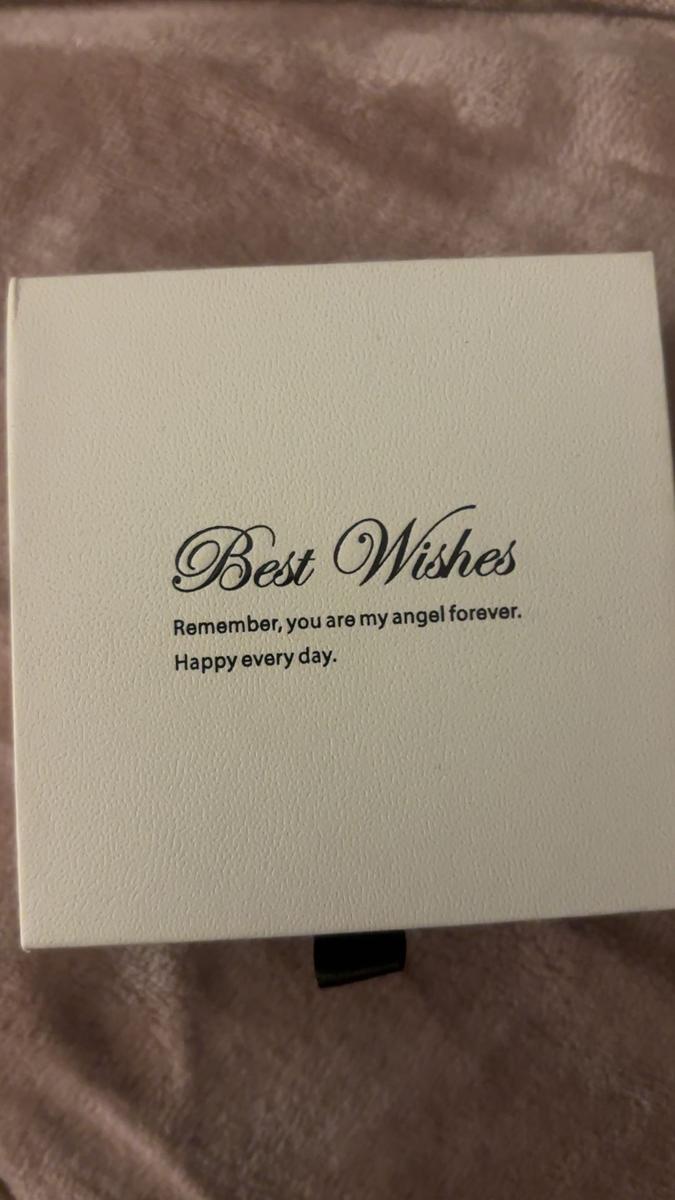 Best Wishes
Remember, you are my angel forever.
Happy every day.